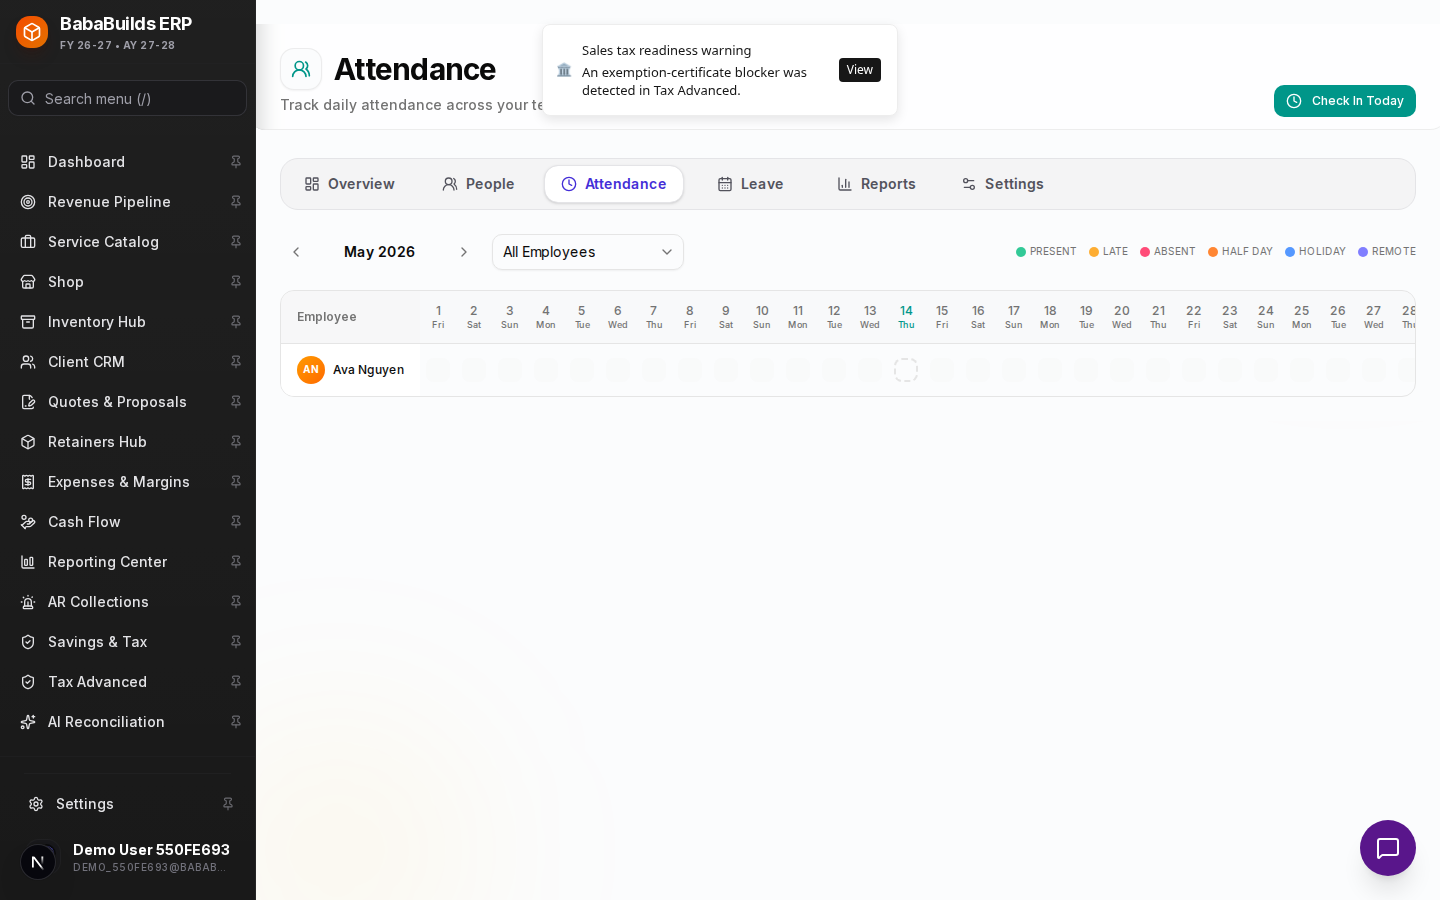 BabaBuilds ERP
FY 26-27 • AY 27-28
Search menu (/)
Dashboard
Revenue Pipeline
Service Catalog
Shop
Inventory Hub
Client CRM
Quotes & Proposals
Retainers Hub
Expenses & Margins
Cash Flow
Reporting Center
AR Collections
Savings & Tax
Tax Advanced
AI Reconciliation
Settings
Demo User 550FE693
DEMO_550FE693@BABAB...
Attendance
Track daily attendance across your te
Sales tax readiness warning
An exemption-certificate blocker was
detected in Tax Advanced.
View
Check In Today
Overview
People
Attendance
Leave
Reports
Settings
May 2026
All Employees
PRESENT
LATE
ABSENT
HALF DAY
HOLIDAY
REMOTE
Employee
1 2 3 4 5 6 7 8 9 10 11 12 13 14 15 16 17 18 19 20 21 22 23 24 25 26 27 28
Fri Sat Sun Mon Tue Wed Thu Fri Sat Sun Mon Tue Wed Thu Fri Sat Sun Mon Tue Wed Thu Fri Sat Sun Mon Tue Wed Thu
AN Ava Nguyen